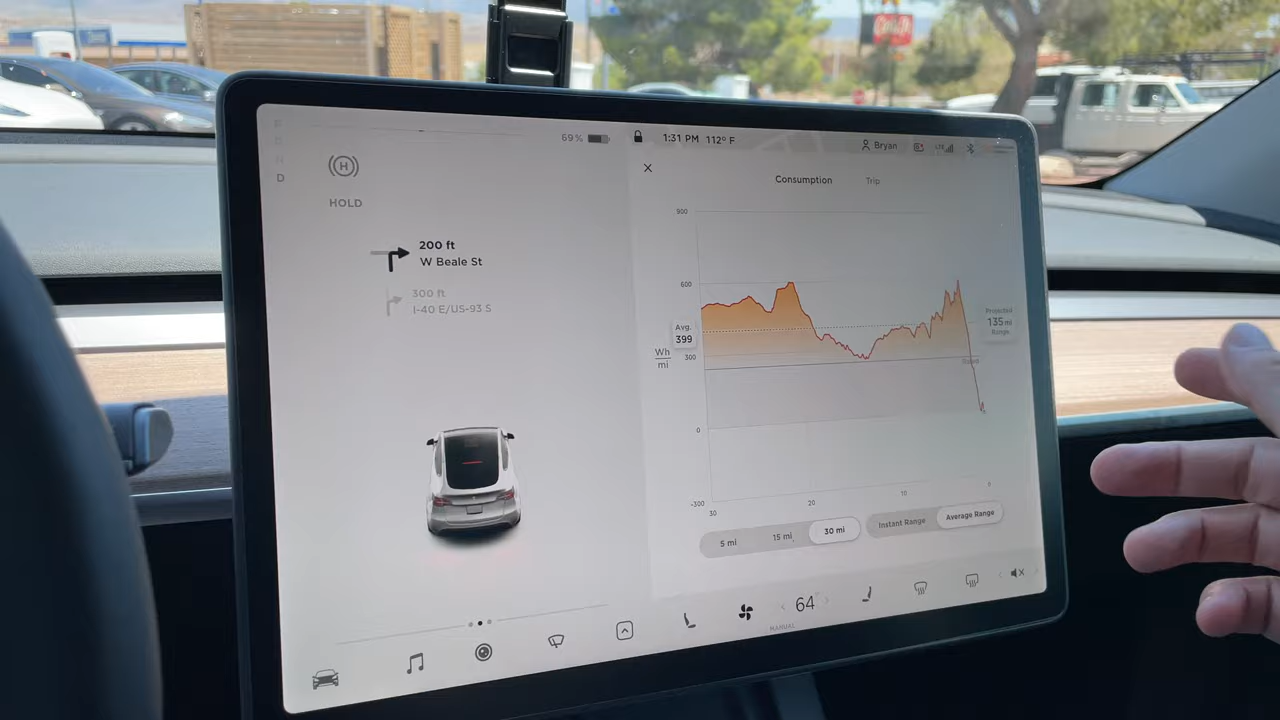 69%
1:31 PM 112° F
Bryan
LTE
D
H
HOLD
200 ft
W Beale St
300 ft
I-40 E/US-93 S
Consumption
Trip
900
600
Avg.
399
Wh
mi
300
0
-300
Projected
135 mi
Range
Rated
30
20
10
0
5 mi
15 mi
30 mi
Instant Range
Average Range
64°
MANUAL